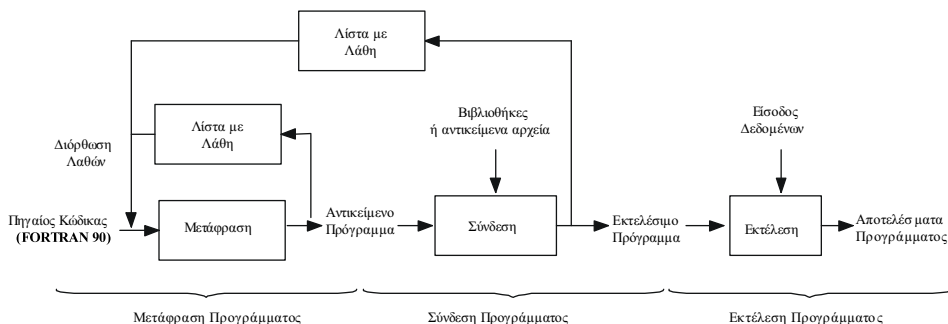 Λίστα με
Λάθη
Βιβλιοθήκες
ή αντικείμενα αρχεία
Είσοδος
Δεδομένων
Λίστα με
Λάθη
Διόρθωση
Λαθών
Πηγαίος Κώδικας
(FORTRAN 90)
Μετάφραση
Αντικείμενο
Πρόγραμμα
Σύνδεση
Εκτελέσιμο
Πρόγραμμα
Εκτέλεση
Αποτελέσματα
Προγράμματος
Μετάφραση Προγράμματος
Σύνδεση Προγράμματος
Εκτέλεση Προγράμματος